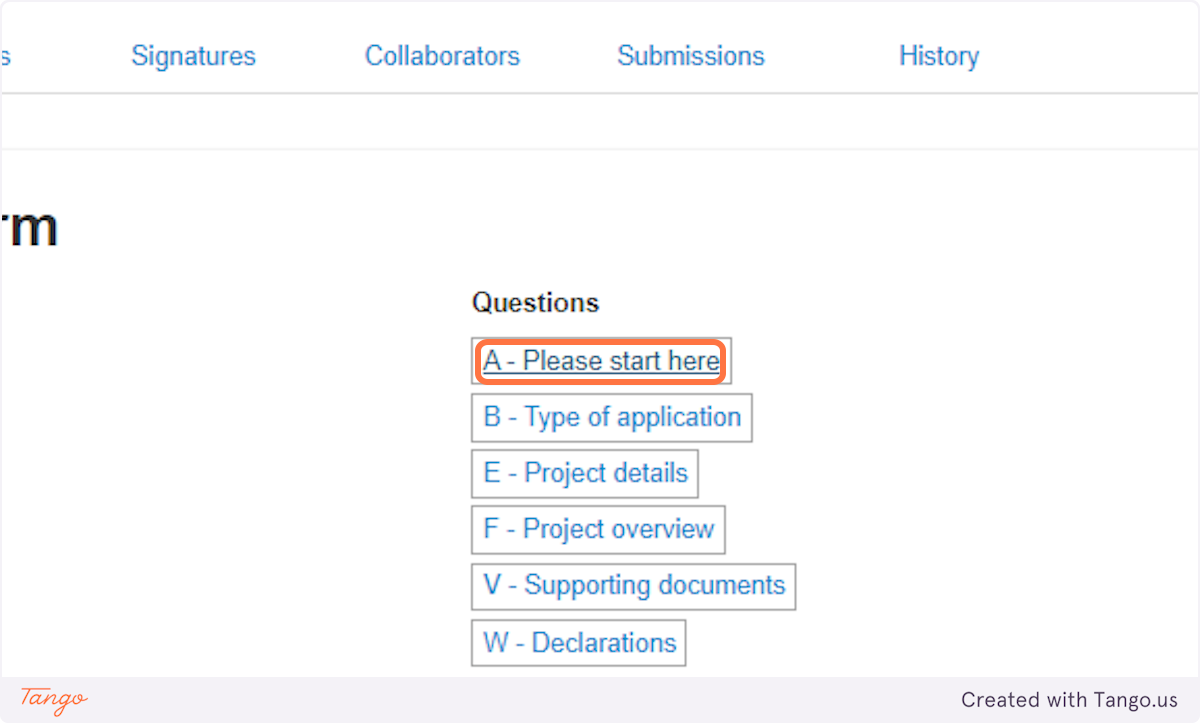 s Signatures Collaborators Submissions History
rm
Questions
A - Please start here
B - Type of application
E - Project details
F - Project overview
V - Supporting documents
W - Declarations
Tango Created with Tango.us